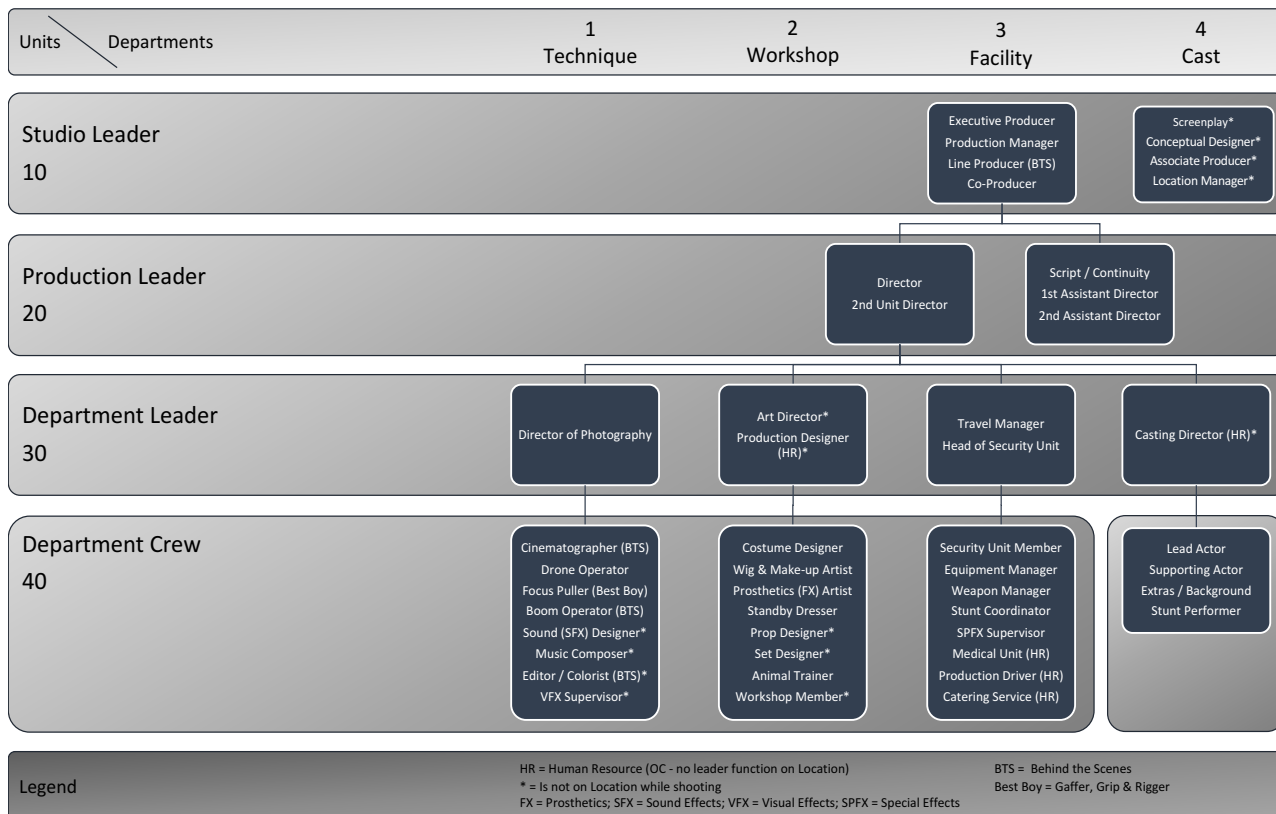 Units
Departments
1
Technique
2
Workshop
3
Facility
4
Cast
Studio Leader
10
Executive Producer
Production Manager
Line Producer (BTS)
Co-Producer
Screenplay*
Conceptual Designer*
Associate Producer*
Location Manager*
Production Leader
20
Director
2nd Unit Director
Script / Continuity
1st Assistant Director
2nd Assistant Director
Department Leader
30
Director of Photography
Art Director*
Production Designer
(HR)*
Travel Manager
Head of Security Unit
Casting Director (HR)*
Department Crew
40
Cinematographer (BTS)
Drone Operator
Focus Puller (Best Boy)
Boom Operator (BTS)
Sound (SFX) Designer*
Music Composer*
Editor / Colorist (BTS)*
VFX Supervisor*
Costume Designer
Wig & Make-up Artist
Prosthetics (FX) Artist
Standby Dresser
Prop Designer*
Set Designer*
Animal Trainer
Workshop Member*
Security Unit Member
Equipment Manager
Weapon Manager
Stunt Coordinator
SPFX Supervisor
Medical Unit (HR)
Production Driver (HR)
Catering Service (HR)
Lead Actor
Supporting Actor
Extras / Background
Stunt Performer
Legend
HR = Human Resource (OC - no leader function on Location)
* = Is not on Location while shooting
FX = Prosthetics; SFX = Sound Effects; VFX = Visual Effects; SPFX = Special Effects
BTS = Behind the Scenes
Best Boy = Gaffer, Grip & Rigger